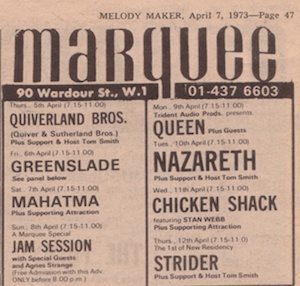 MELODY MAKER, April 7, 1973—Page 47
marquee
90 Wardour St., W.1
01-437 6603
Thurs. 5th April (7.15-11.00)
QUIVERLAND BROS.
(Quiver & Sutherland Bros.)
Plus Support & Host Tom Smith
Fri. 6th April (7.15-11.00)
GREENSLADE
See panel below
Sat. 7th April (7.15-11.00)
MAHATMA
Plus Supporting Attraction
Sun. 8th April (7.15-11.00)
A Marquee Special
JAM SESSION
with Special Guests
and Agnes Strange
(Free Admission with this Adv.
ONLY before 8.00 p.m.)
Mon. 9th April (7.15-11.00)
Trident Audio Prods. presents
QUEEN Plus Guests
Tues. 10th April (7.15-11.00)
NAZARETH
Plus Support & Host Tom Smith
Wed., 11th April (7.15-11.00)
CHICKEN SHACK
featuring STAN WEBB
Plus Supporting Attraction
Thurs., 12th April (7.15-11.0)
The 1st of New Residency
STRIDER
Plus Support & Host Tom Smith